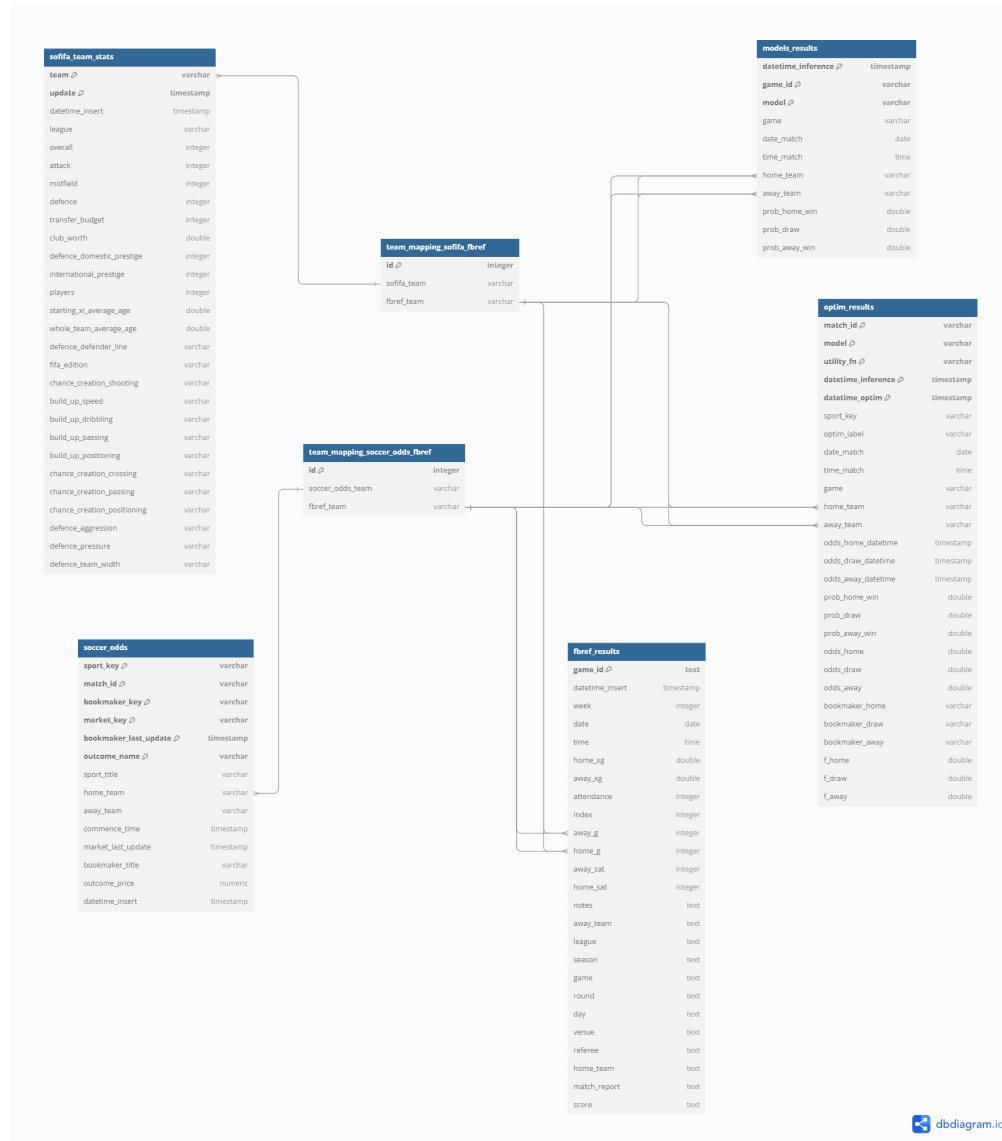 sofifa_team_stats
team varchar
update timestamp
datetime_insert timestamp
league varchar
overall integer
attack integer
midfield integer
defence integer
transfer_budget integer
club_worth double
defence_domestic_prestige integer
international_prestige integer
players integer
starting_xi_average_age double
whole_team_average_age double
defence_defender_line varchar
fifa_edition varchar
chance_creation_shooting varchar
build_up_speed varchar
build_up_dribbling varchar
build_up_passing varchar
build_up_positioning varchar
chance_creation_crossing varchar
chance_creation_passing varchar
chance_creation_positioning varchar
defence_aggression varchar
defence_pressure varchar
defence_team_width varchar
models_results
datetime_inference timestamp
game_id varchar
model varchar
game varchar
date_match date
time_match time
home_team varchar
away_team varchar
prob_home_win double
prob_draw double
prob_away_win double
team_mapping_sofifa_fbref
id integer
sofifa_team varchar
fbref_team varchar
optim_results
match_id varchar
model varchar
utility_fn varchar
datetime_inference timestamp
datetime_optim timestamp
sport_key varchar
optim_label varchar
date_match date
time_match time
game varchar
home_team varchar
away_team varchar
odds_home_datetime timestamp
odds_draw_datetime timestamp
odds_away_datetime timestamp
prob_home_win double
prob_draw double
prob_away_win double
odds_home double
odds_draw double
odds_away double
bookmaker_home varchar
bookmaker_draw varchar
bookmaker_away varchar
f_home double
f_draw double
f_away double
team_mapping_soccer_odds_fbref
id integer
soccer_odds_team varchar
fbref_team varchar
soccer_odds
sport_key varchar
match_id varchar
bookmaker_key varchar
market_key varchar
bookmaker_last_update timestamp
outcome_name varchar
sport_title varchar
home_team varchar
away_team varchar
commence_time timestamp
market_last_update timestamp
bookmaker_title varchar
outcome_price numeric
datetime_insert timestamp
fbref_results
game_id text
datetime_insert timestamp
week integer
date date
time time
home_xg double
away_xg double
attendance integer
index integer
away_g integer
home_g integer
away_sat integer
home_sat integer
notes text
away_team text
league text
season text
game text
round text
day text
venue text
referee text
home_team text
match_report text
score text
dbdiagram.io